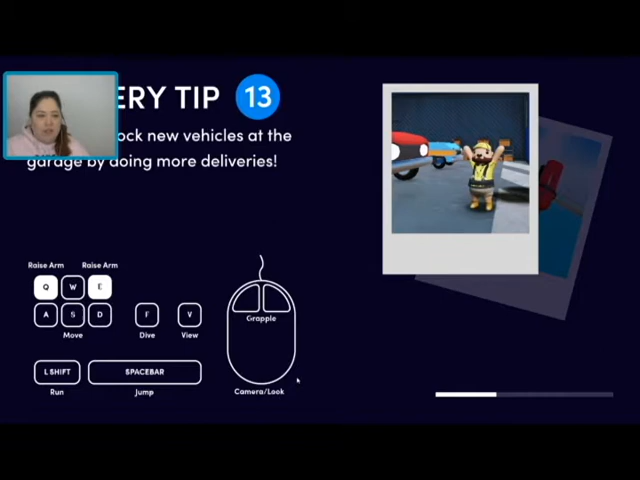 ERY TIP 13
ock new vehicles at the
garage by doing more deliveries!
Raise Arm Raise Arm
Q W E
A S D F V
Move Dive View
L SHIFT SPACEBAR
Run Jump
Grapple
Camera/Look